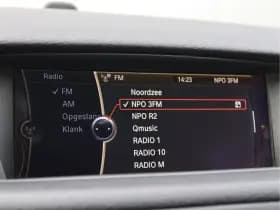 Radio
FM 14:23 NPO 3FM
✓ FM
AM
Opgeslan
Klank
Noordzee
✓ NPO 3FM
NPO R2
Qmusic
RADIO 1
RADIO 10
RADIO M